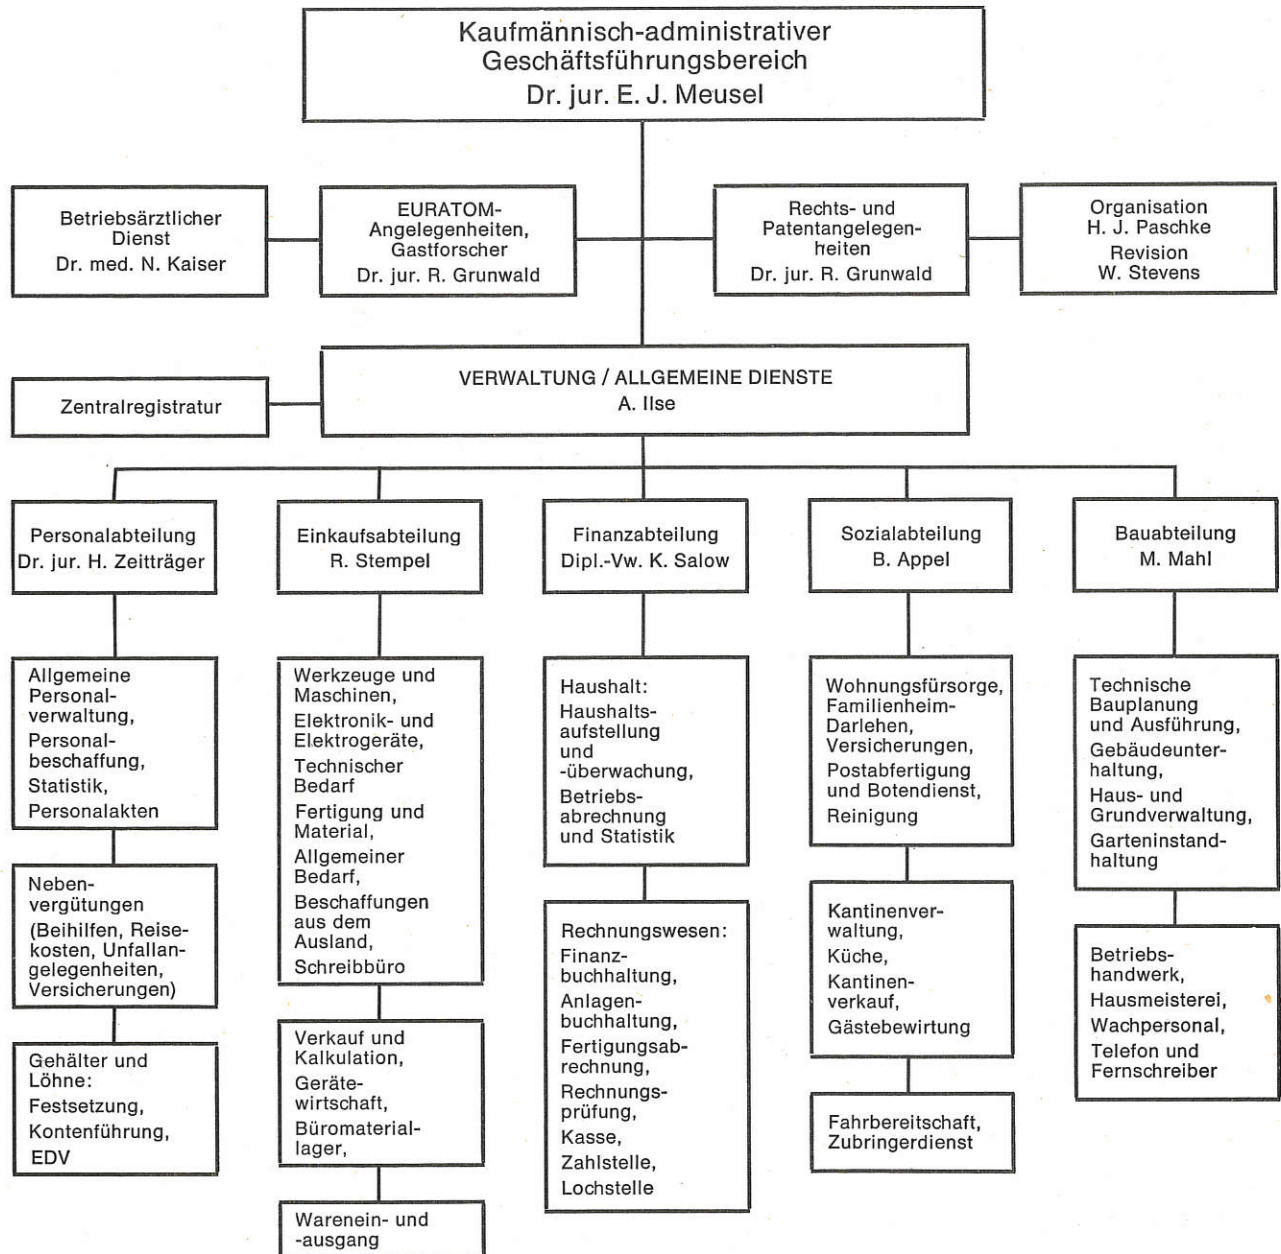 Kaufmännisch-administrativer
Geschäftsführungsbereich
Dr. jur. E. J. Meusel
Betriebsärztlicher
Dienst
Dr. med. N. Kaiser
EURATOM-
Angelegenheiten,
Gastforscher
Dr. jur. R. Grunwald
Rechts- und
Patentangelegen-
heiten
Dr. jur. R. Grunwald
Organisation
H. J. Paschke
Revision
W. Stevens
Zentralregistratur
VERWALTUNG / ALLGEMEINE DIENSTE
A. Ilse
Personalabteilung
Dr. jur. H. Zeitträger
Einkaufsabteilung
R. Stempel
Finanzabteilung
Dipl.-Vw. K. Salow
Sozialabteilung
B. Appel
Bauabteilung
M. Mahl
Allgemeine
Personal-
verwaltung,
Personal-
beschaffung,
Statistik,
Personalakten
Neben-
vergütungen
(Beihilfen, Reise-
kosten, Unfallan-
gelegenheiten,
Versicherungen)
Gehälter und
Löhne:
Festsetzung,
Kontenführung,
EDV
Werkzeuge und
Maschinen,
Elektronik- und
Elektrogeräte,
Technischer
Bedarf
Fertigung und
Material,
Allgemeiner
Bedarf,
Beschaffungen
aus dem
Ausland,
Schreibbüro
Verkauf und
Kalkulation,
Geräte-
wirtschaft,
Büromaterial-
lager,
Warenein- und
-ausgang
Haushalt:
Haushalts-
aufstellung
und
-überwachung,
Betriebs-
abrechnung
und Statistik
Rechnungswesen:
Finanz-
buchhaltung,
Anlagen-
buchhaltung,
Fertigungsab-
rechnung,
Rechnungs-
prüfung,
Kasse,
Zahlstelle,
Lochstelle
Wohnungsfürsorge,
Familienheim-
Darlehen,
Versicherungen,
Postabfertigung
und Botendienst,
Reinigung
Kantinenver-
waltung,
Küche,
Kantinen-
verkauf,
Gästebewirtung
Fahrbereitschaft,
Zubringerdienst
Technische
Bauplanung
und Ausführung,
Gebäudeunter-
haltung,
Haus- und
Grundverwaltung,
Garteninstand-
haltung
Betriebs-
handwerk,
Hausmeisterei,
Wachpersonal,
Telefon und
Fernschreiber